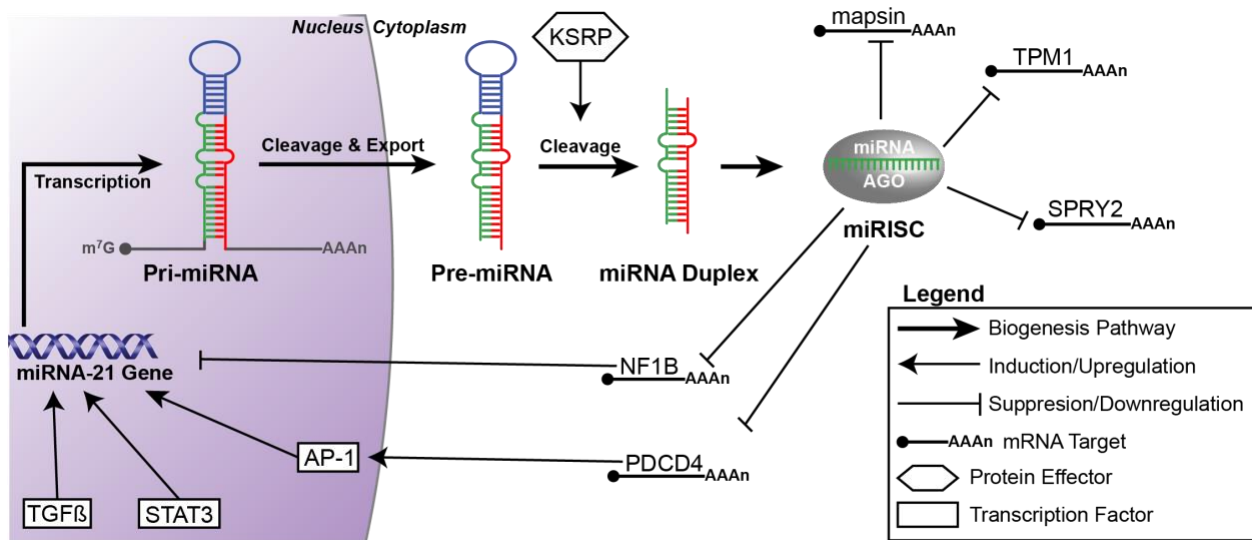 Nucleus Cytoplasm
KSRP
mapsin
AAAn
TPM1
AAAn
Transcription
Cleavage & Export
Cleavage
miRNA
AGO
miRISC
SPRY2
AAAn
m⁷G
AAAn
Pri-miRNA
Pre-miRNA
miRNA Duplex
miRNA-21 Gene
NF1B
AAAn
AP-1
PDCD4
AAAn
TGFß
STAT3
Legend
Biogenesis Pathway
Induction/Upregulation
Suppresion/Downregulation
AAAn mRNA Target
Protein Effector
Transcription Factor